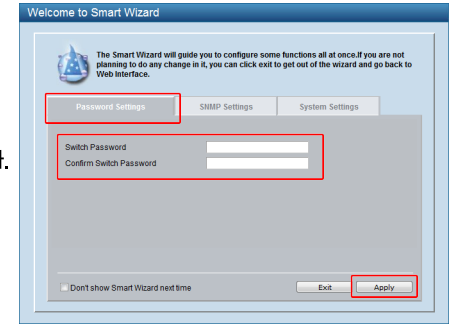 Welcome to Smart Wizard
The Smart Wizard will guide you to configure some functions all at once.If you are not
planning to do any change in it, you can click exit to get out of the wizard and go back to
Web Interface.
Password Settings
SNMP Settings
System Settings
Switch Password
Confirm Switch Password
Don't show Smart Wizard next time
Exit
Apply